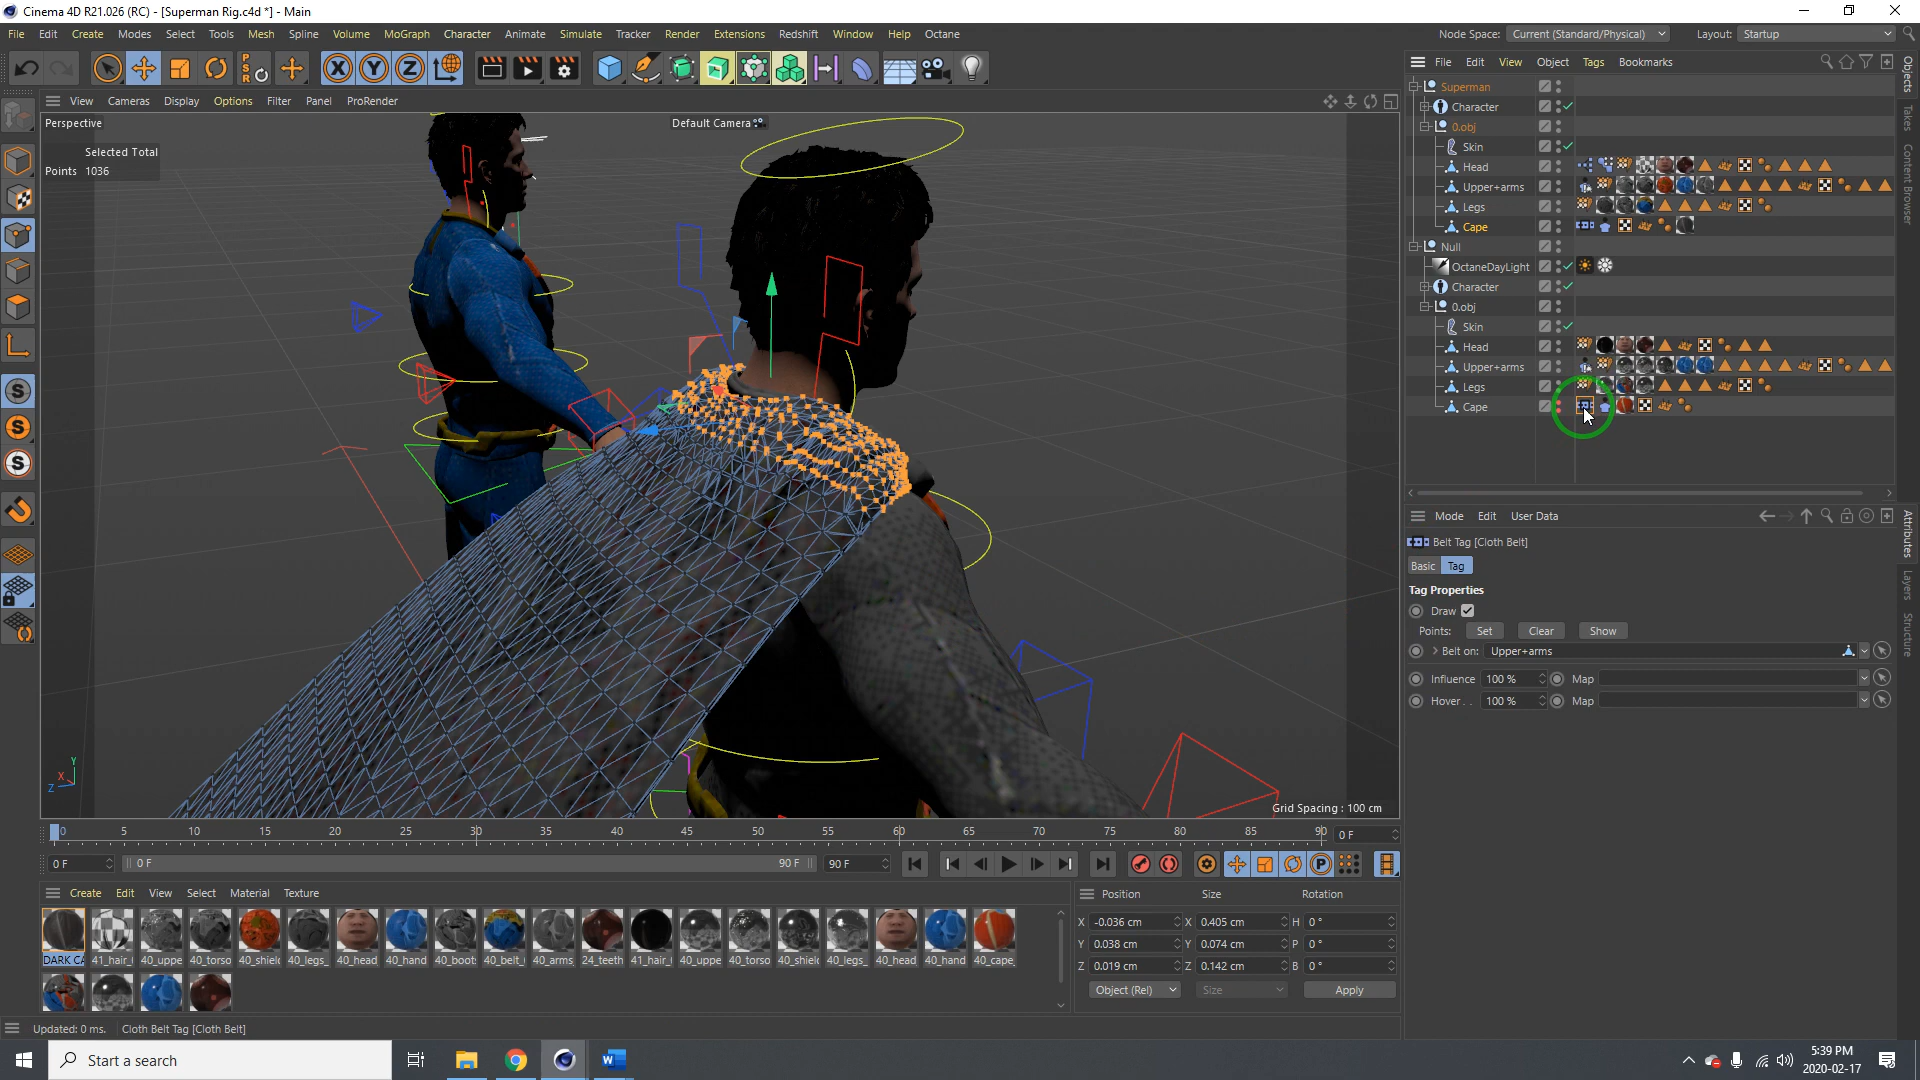 Cinema 4D R21.026 (RC) - [Superman Rig.c4d *] - Main
File Edit Create Modes Select Tools Mesh Spline Volume MoGraph Character Animate Simulate Tracker Render Extensions Redshift Window Help Octane
Node Space: Current (Standard/Physical) Layout: Startup
File Edit View Object Tags Bookmarks
View Cameras Display Options Filter Panel ProRender
Perspective
Default Camera
Selected Total
Points 1036
Superman
Character
0.obj
Skin
Head
Upper+arms
Legs
Cape
Null
OctaneDayLight
Character
0.obj
Skin
Head
Upper+arms
Legs
Cape
Objects
Takes
Content Browser
Mode Edit User Data
Belt Tag [Cloth Belt]
Basic Tag
Tag Properties
Draw
Points: Set Clear Show
Belt on: Upper+arms
Influence 100 % Map
Hover . . 100 % Map
Attributes
Layers
Structure
Y
X
Z
Grid Spacing : 100 cm
0 5 10 15 20 25 30 35 40 45 50 55 60 65 70 75 80 85 90 0 F
0 F 0 F 90 F 90 F
Create Edit View Select Material Texture
DARK CA 41_hair_ 40_uppe 40_torso 40_shiel 40_legs_ 40_head 40_hand 40_boot 40_belt_ 40_arms 24_teeth 41_hair_ 40_uppe 40_torso 40_shiel 40_legs_ 40_head 40_hand 40_cape
Position Size Rotation
X -0.036 cm X 0.405 cm H 0 °
Y 0.038 cm Y 0.074 cm P 0 °
Z 0.019 cm Z 0.142 cm B 0 °
Object (Rel) Size Apply
Updated: 0 ms. Cloth Belt Tag [Cloth Belt]
Start a search
5:39 PM
2020-02-17